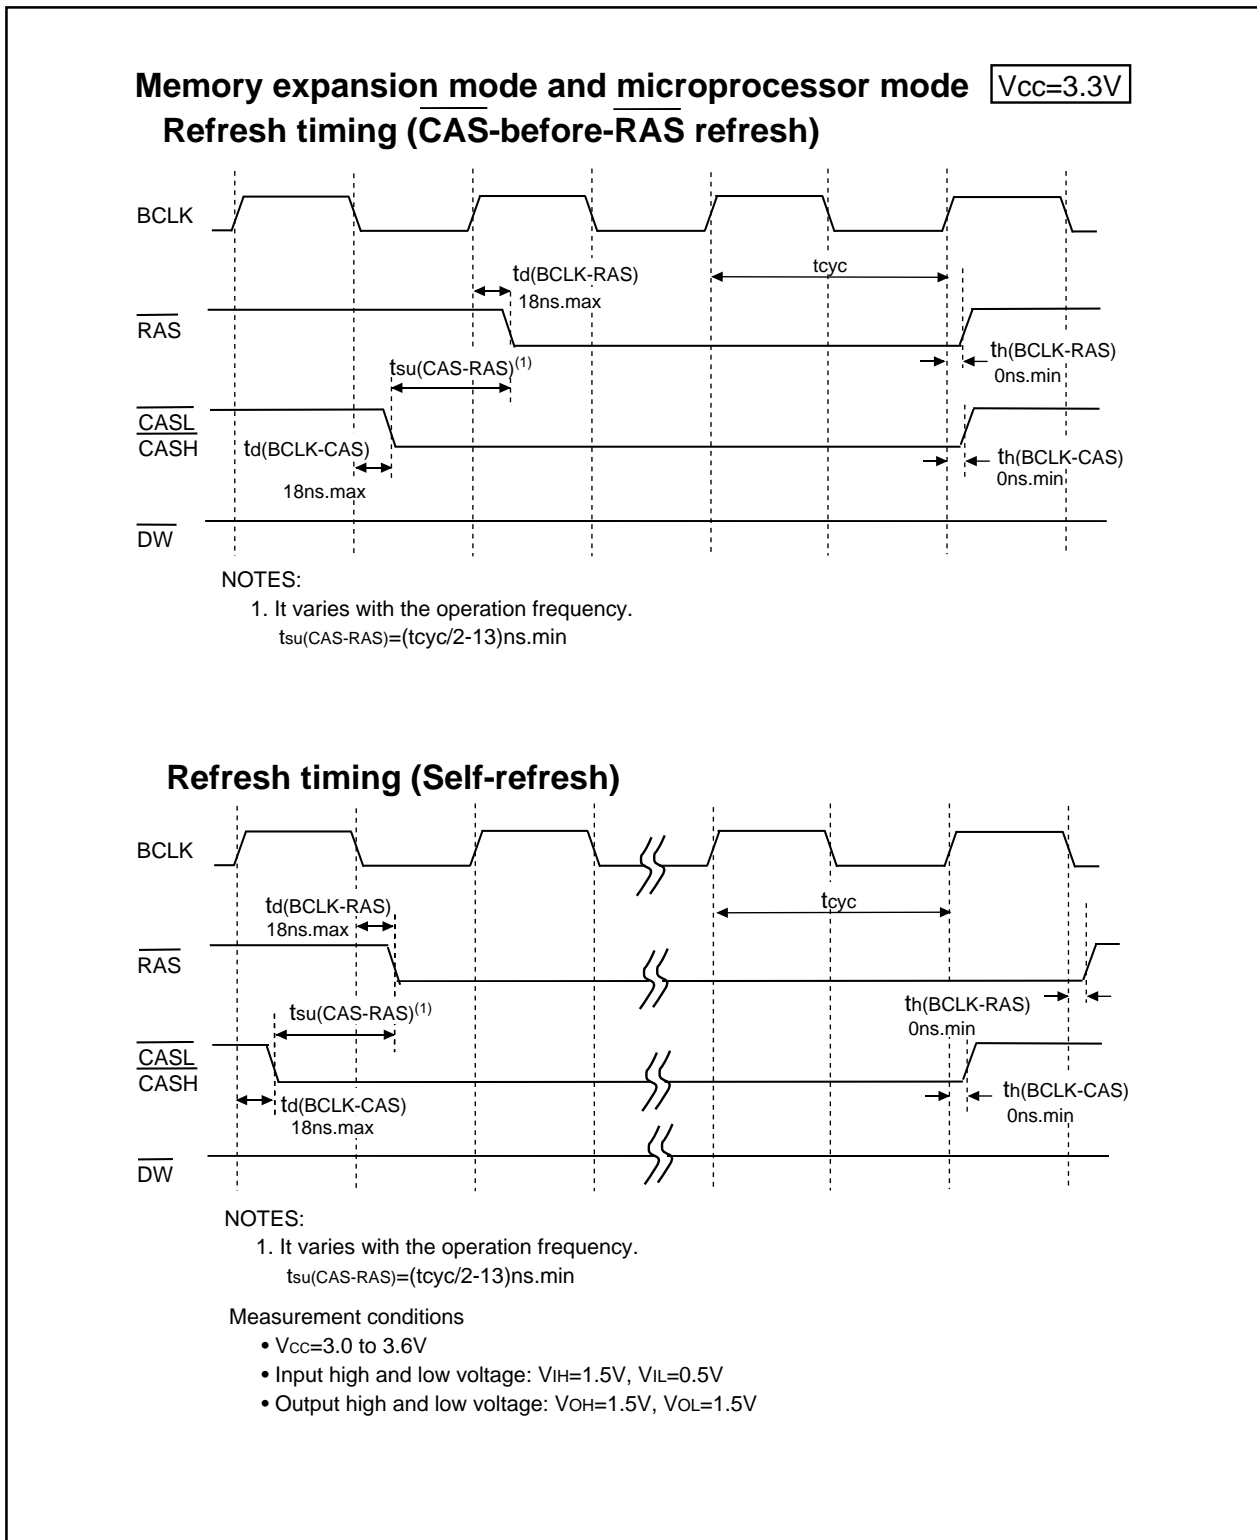 Memory expansion mode and microprocessor mode Vcc=3.3V
Refresh timing (CAS-before-RAS refresh)
BCLK
td(BCLK-RAS)
18ns.max
tcyc
RAS
tsu(CAS-RAS)(1)
th(BCLK-RAS)
0ns.min
CASL
CASH
td(BCLK-CAS)
18ns.max
th(BCLK-CAS)
0ns.min
DW
NOTES:
1. It varies with the operation frequency.
tsu(CAS-RAS)=(tcyc/2-13)ns.min
Refresh timing (Self-refresh)
BCLK
td(BCLK-RAS)
18ns.max
tcyc
RAS
tsu(CAS-RAS)(1)
th(BCLK-RAS)
0ns.min
CASL
CASH
td(BCLK-CAS)
18ns.max
th(BCLK-CAS)
0ns.min
DW
NOTES:
1. It varies with the operation frequency.
tsu(CAS-RAS)=(tcyc/2-13)ns.min
Measurement conditions
• VCC=3.0 to 3.6V
• Input high and low voltage: VIH=1.5V, VIL=0.5V
• Output high and low voltage: VOH=1.5V, VOL=1.5V